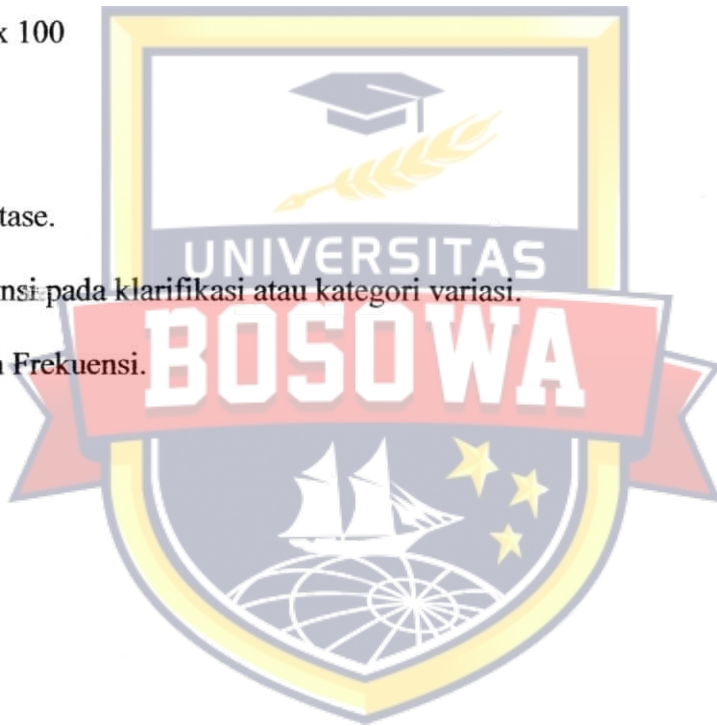 x 100
tase.
UNIVERSITAS
nsi pada klarifikasi atau kategori variasi.
BOSOWA
n Frekuensi.